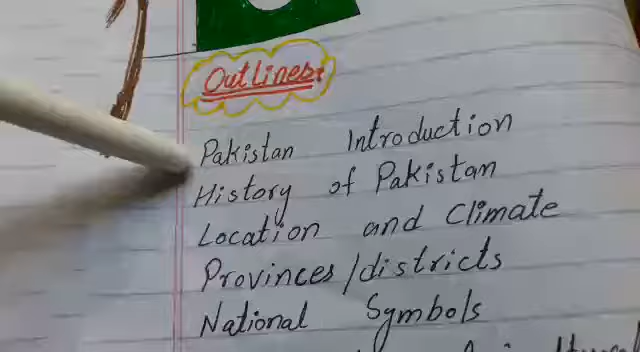 Outlines:
Pakistan Introduction
History of Pakistan
Location and Climate
Provinces/districts
National Symbols